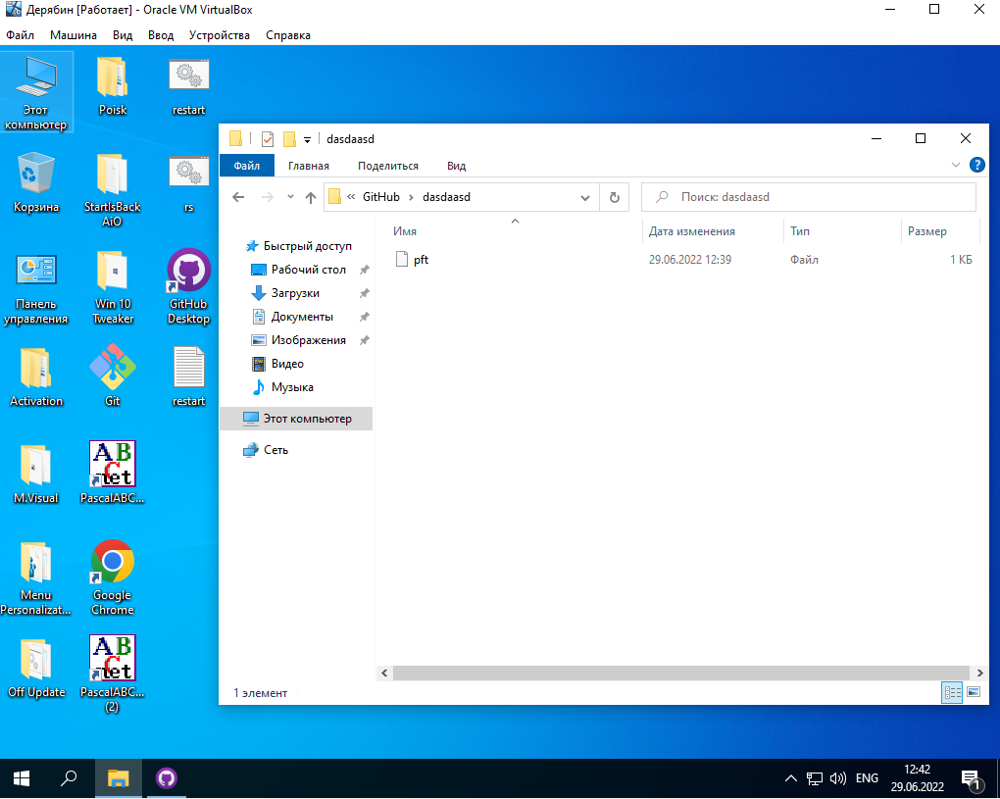 Дерябин [Работает] - Oracle VM VirtualBox
Файл Машина Вид Ввод Устройства Справка
Этот
компьютер
Poisk
restart
Корзина
StartIsBack
AiO
rs
Панель
управления
Win 10
Tweaker
GitHub
Desktop
Activation
Git
restart
M.Visual
PascalABC...
Menu
Personalizat...
Google
Chrome
Off Update
PascalABC...
(2)
dasdaasd
Файл Главная Поделиться Вид
« GitHub › dasdaasd
Поиск: dasdaasd
Имя Дата изменения Тип Размер
pft 29.06.2022 12:39 Файл 1 КБ
Быстрый доступ
Рабочий стол
Загрузки
Документы
Изображения
Видео
Музыка
Этот компьютер
Сеть
1 элемент
ENG
12:42
29.06.2022
1